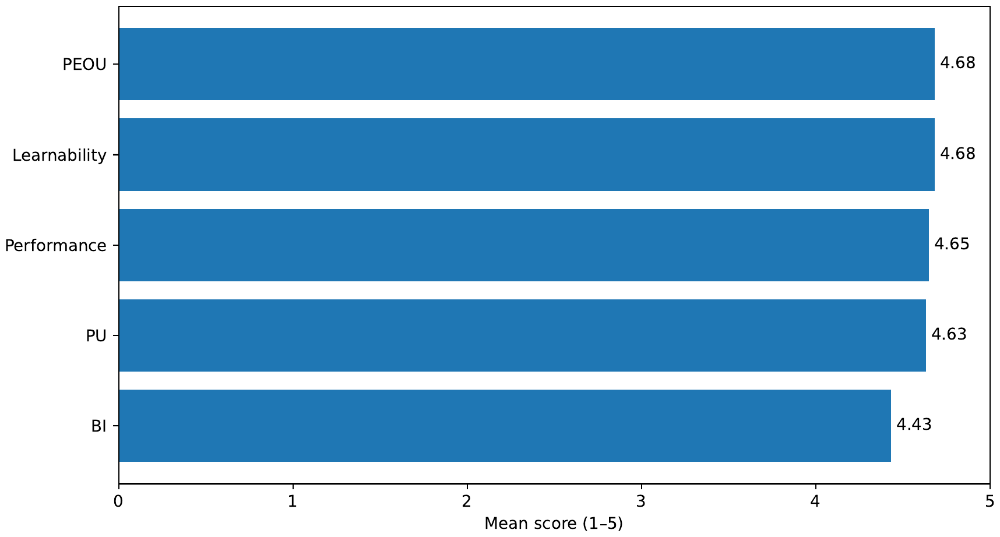 PEOU 4.68
Learnability 4.68
Performance 4.65
PU 4.63
BI 4.43
0 1 2 3 4 5
Mean score (1–5)